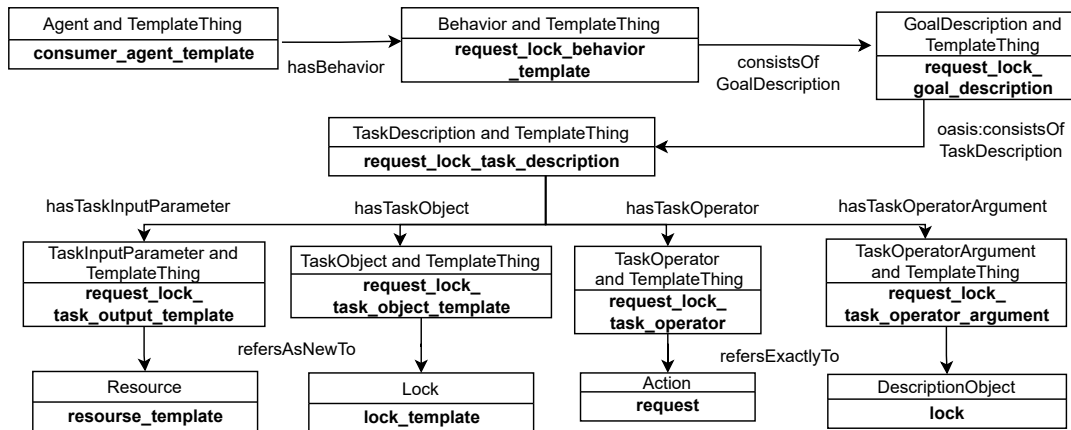 Agent and TemplateThing
consumer_agent_template
hasBehavior
Behavior and TemplateThing
request_lock_behavior
_template
consistsOf
GoalDescription
GoalDescription and
TemplateThing
request_lock_
goal_description
oasis:consistsOf
TaskDescription
TaskDescription and TemplateThing
request_lock_task_description
hasTaskInputParameter
hasTaskObject
hasTaskOperator
hasTaskOperatorArgument
TaskInputParameter and
TemplateThing
request_lock_
task_output_template
TaskObject and TemplateThing
request_lock_
task_object_template
TaskOperator
and TemplateThing
request_lock_
task_operator
TaskOperatorArgument
and TemplateThing
request_lock_
task_operator_argument
refersAsNewTo
refersExactlyTo
Resource
resourse_template
Lock
lock_template
Action
request
DescriptionObject
lock